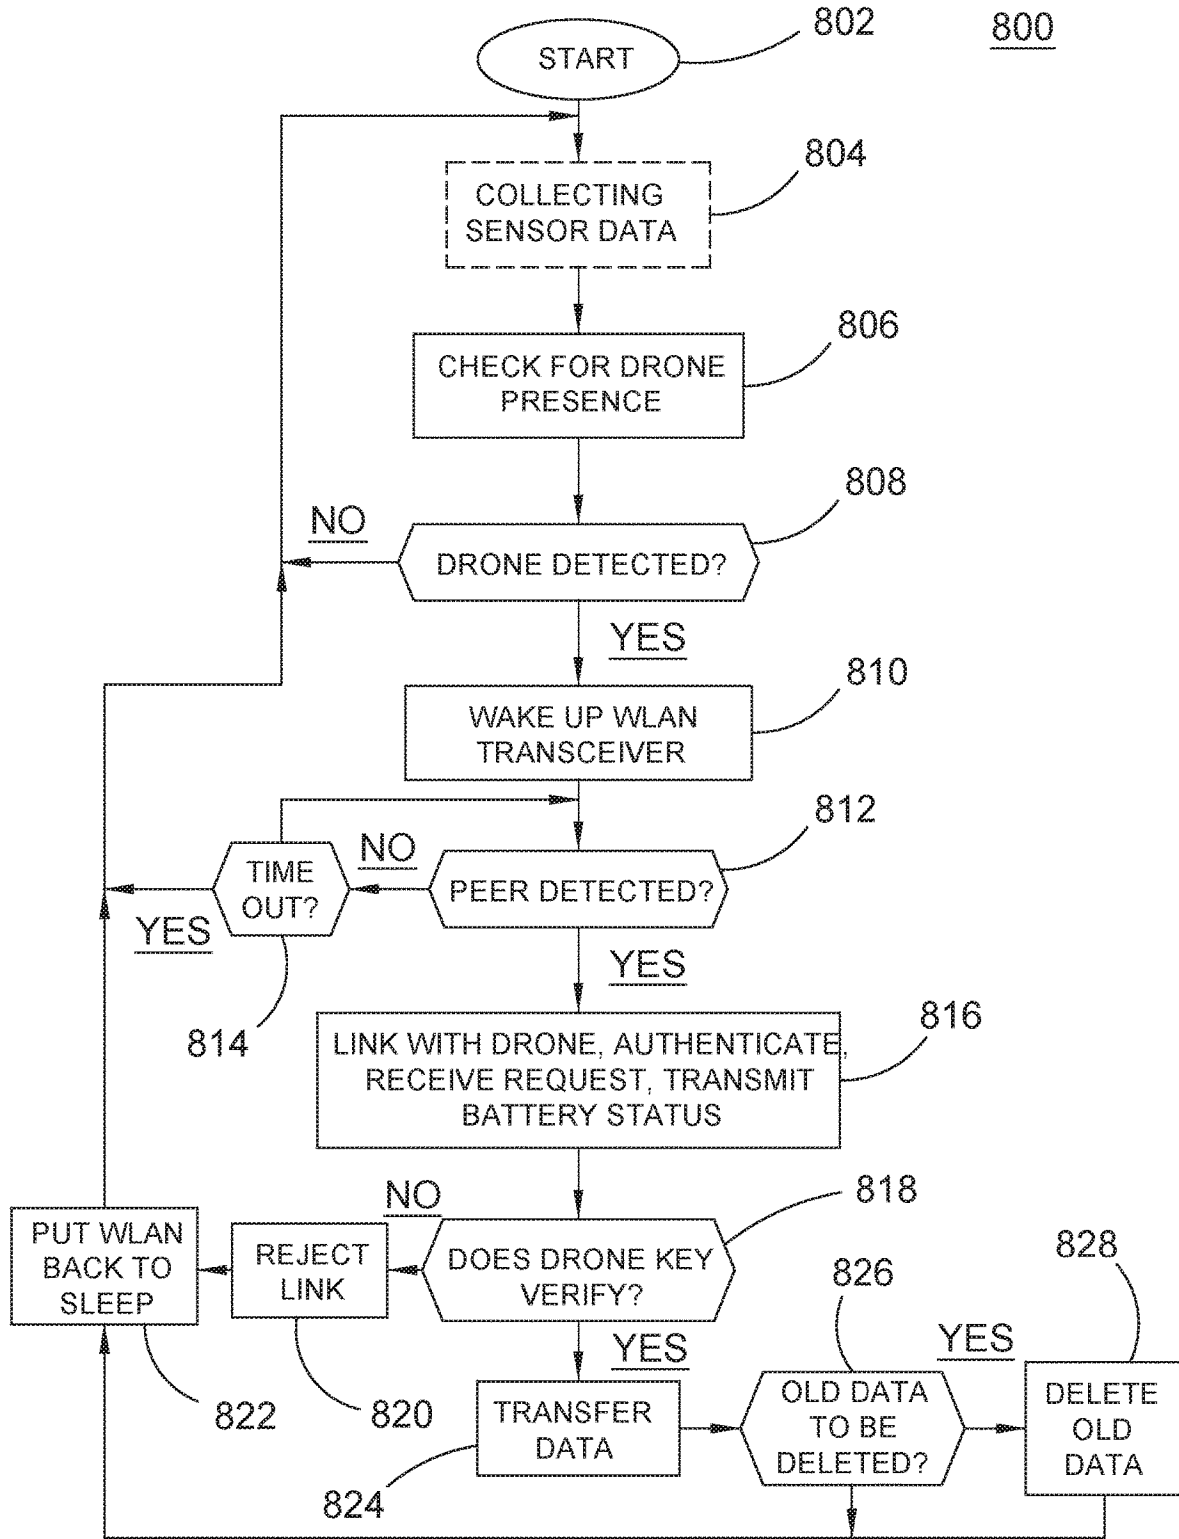 800
802
START
804
COLLECTING
SENSOR DATA
806
CHECK FOR DRONE
PRESENCE
808
NO
DRONE DETECTED?
YES
810
WAKE UP WLAN
TRANSCEIVER
812
TIME
OUT?
NO
PEER DETECTED?
YES
YES
814
816
LINK WITH DRONE, AUTHENTICATE,
RECEIVE REQUEST, TRANSMIT
BATTERY STATUS
818
NO
PUT WLAN
BACK TO
SLEEP
REJECT
LINK
DOES DRONE KEY
VERIFY?
826
828
YES
YES
822
820
TRANSFER
DATA
824
OLD DATA
TO BE
DELETED?
DELETE
OLD
DATA